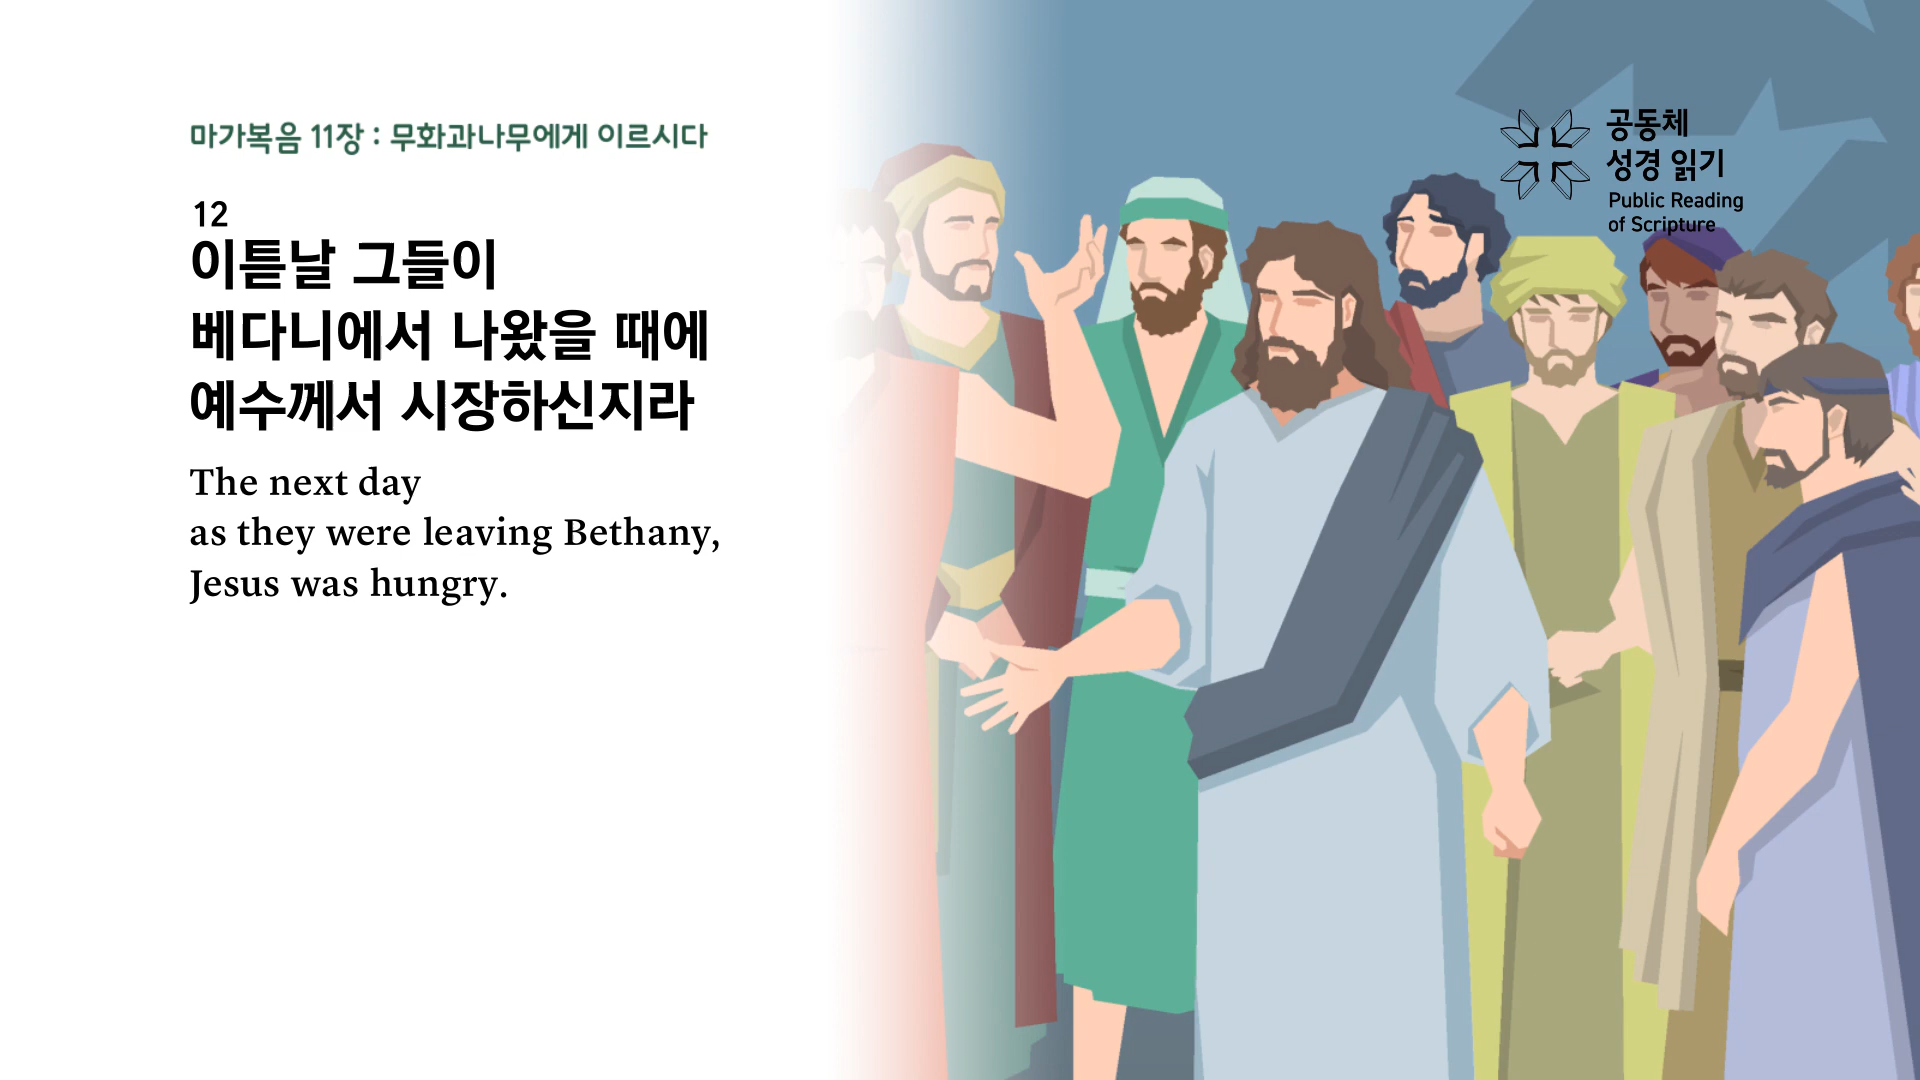 마가복음 11장 : 무화과나무에게 이르시다
12
이튿날 그들이
베다니에서 나왔을 때에
예수께서 시장하신지라
The next day
as they were leaving Bethany,
Jesus was hungry.
공동체
성경 읽기
Public Reading
of Scripture